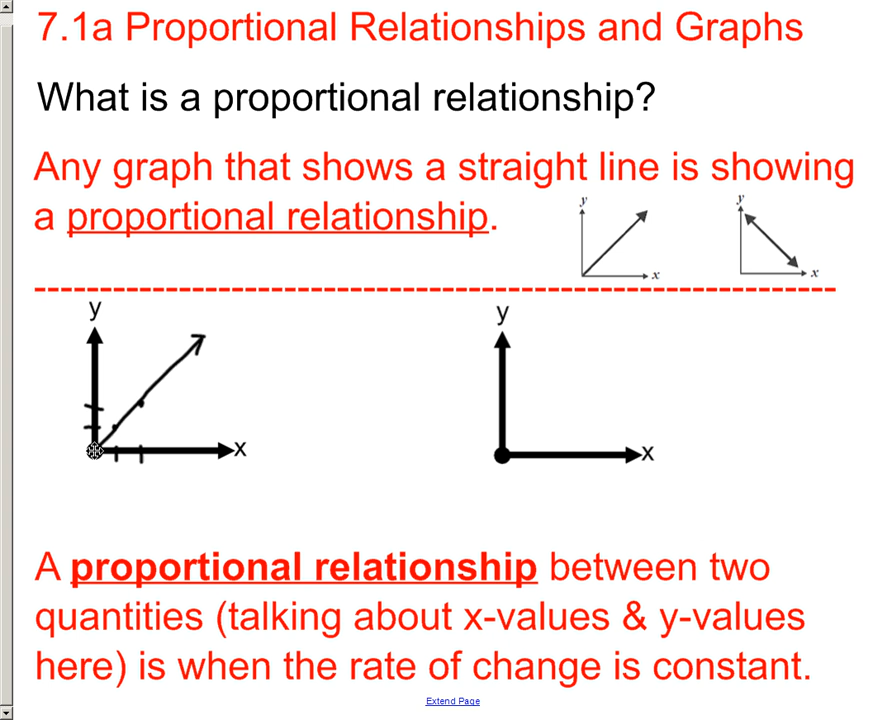 7.1a Proportional Relationships and Graphs
What is a proportional relationship?
Any graph that shows a straight line is showing
a proportional relationship.
y
x
y
x
y
x
y
x
A proportional relationship between two
quantities (talking about x-values & y-values
here) is when the rate of change is constant.
Extend Page